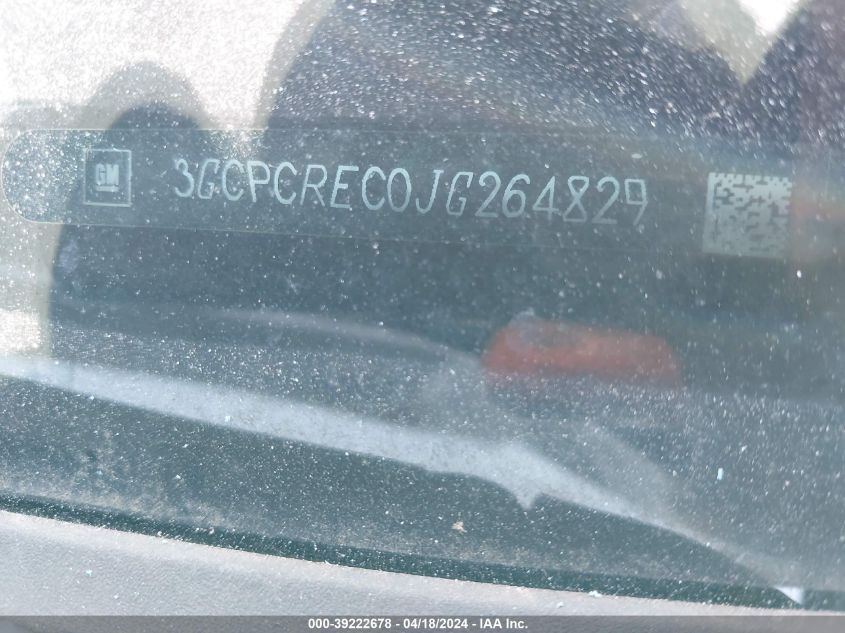 GM 3GCPCREC0JG264829
000-39222678 - 04/18/2024 - IAA Inc.